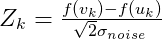 Z_k = \frac{f(v_k)-f(u_k)}{\sqrt{2}\sigma_{noise}}